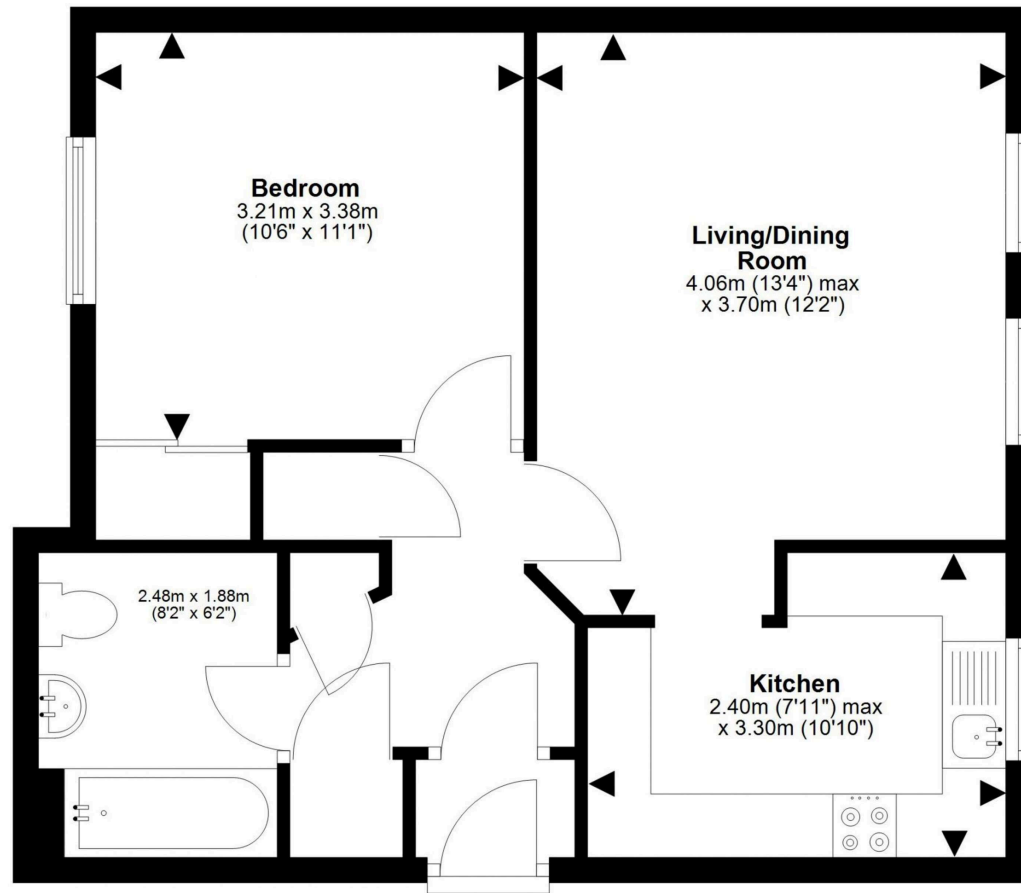 Bedroom
3.21m x 3.38m
(10'6" x 11'1")
Living/Dining
Room
4.06m (13'4") max
x 3.70m (12'2")
2.48m x 1.88m
(8'2" x 6'2")
Kitchen
2.40m (7'11") max
x 3.30m (10'10")